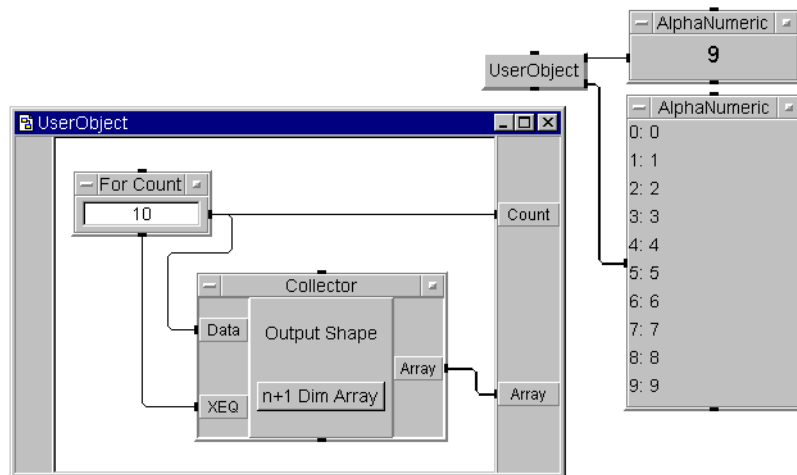 AlphaNumeric
9
UserObject
AlphaNumeric
0: 0
1: 1
2: 2
3: 3
4: 4
5: 5
6: 6
7: 7
8: 8
9: 9
UserObject
For Count
10
Count
Collector
Data
Output Shape
Array
n+1 Dim Array
XEQ
Array